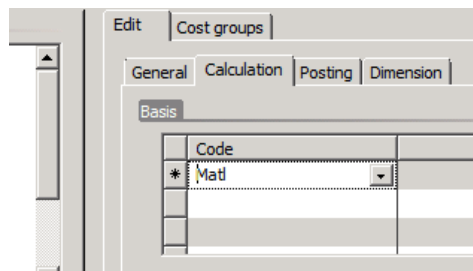 Edit Cost groups
General Calculation Posting Dimension
Basis
Code
* Matl